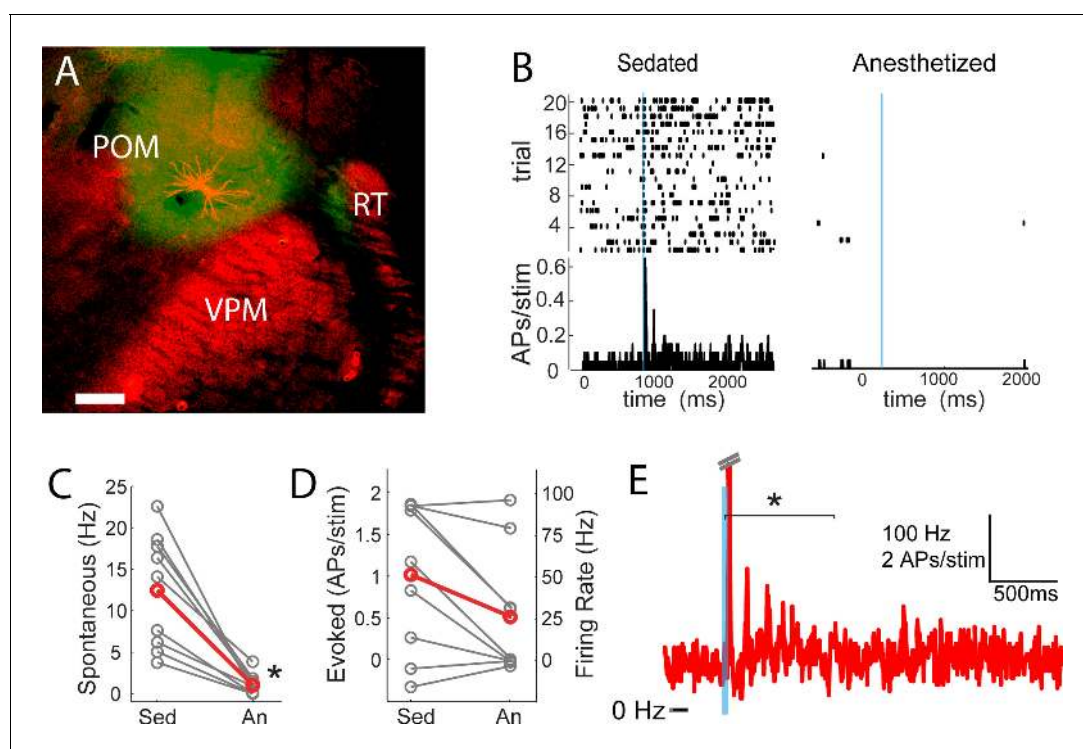 A
POM
RT
VPM
B
Sedated
Anesthetized
trial
20
16
12
8
4
APs/stim
0.6
0.4
0.2
0
0 1000 2000
time (ms)
0 1000 2000
time (ms)
C
Spontaneous (Hz)
25
20
15
10
5
0
*
Sed An
D
Evoked (APs/stim)
2
1.5
1
0.5
0
100
75
50
25
0
Firing Rate (Hz)
Sed An
E
*
100 Hz
2 APs/stim
500ms
0 Hz